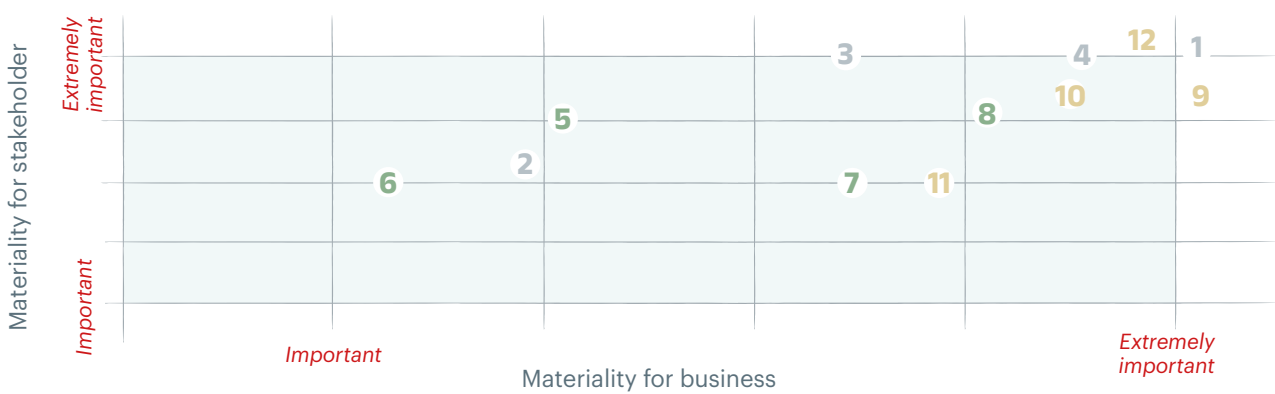 Materiality for stakeholder
Extremely
important
Important
12
1
3
4
10
9
8
5
2
6
7
11
Important
Extremely
important
Materiality for business